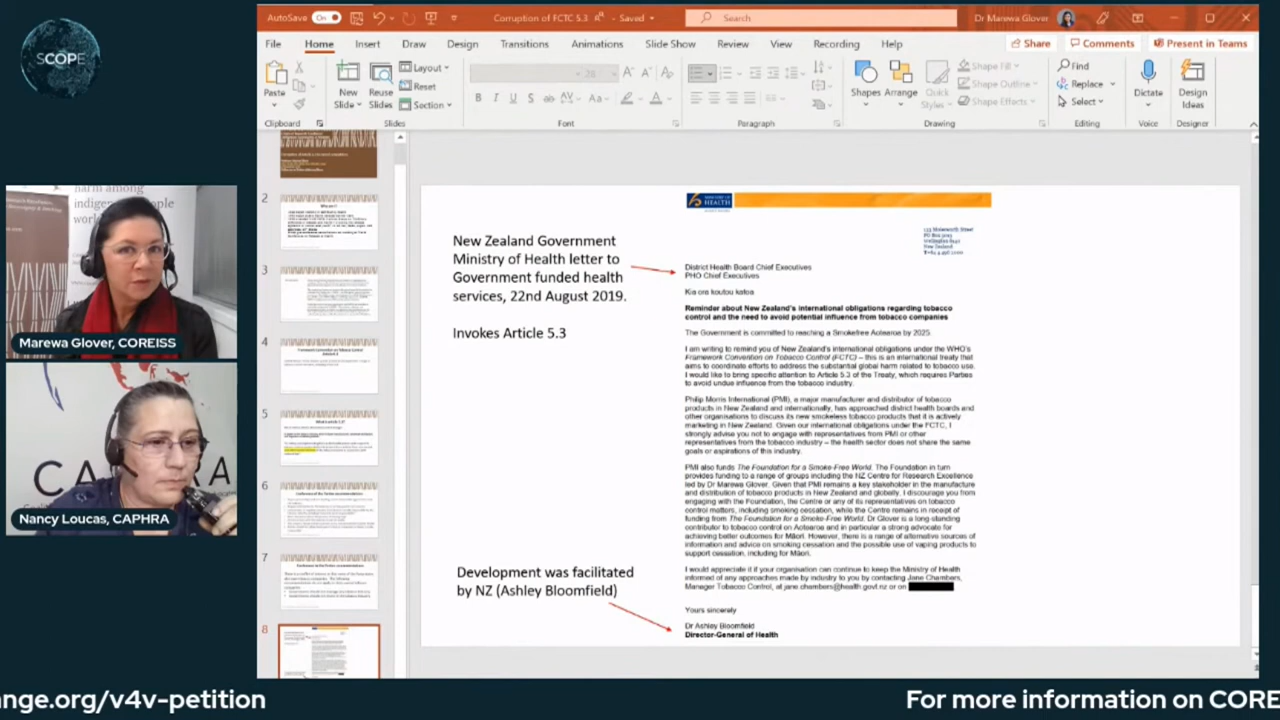 SCOPE
AutoSave On
Corruption of FCTC 5.3 - Saved
Search
Dr Marewa Glover
File Home Insert Draw Design Transitions Animations Slide Show Review View Recording Help
Share Comments Present in Teams
Paste
New Slide
Reuse Slides
Layout
Reset
Section
Shapes Arrange Quick Styles
Shape Fill
Shape Outline
Shape Effects
Find
Replace
Select
Dictate
Design Ideas
Clipboard Slides Font Paragraph Drawing Editing Voice Designer
2
3
4
5
6
7
8
harm among
Marewa Glover, COREISS
Nancy Loucas, CAPHRA
New Zealand Government
Ministry of Health letter to
Government funded health
services, 22nd August 2019.
Invokes Article 5.3
Development was facilitated
by NZ (Ashley Bloomfield)
MINISTRY OF
HEALTH
133 Molesworth Street
PO Box 5013
Wellington 6140
New Zealand
District Health Board Chief Executives
PHO Chief Executives
Kia ora koutou katoa
Reminder about New Zealand's international obligations regarding tobacco
control and the need to avoid potential influence from tobacco companies
The Government is committed to reaching a Smokefree Aotearoa by 2025.
I am writing to remind you of New Zealand's international obligations under the WHO's
Framework Convention on Tobacco Control (FCTC) – this is an international treaty that
aims to coordinate efforts to address the substantial global harm related to tobacco use.
I would like to bring specific attention to Article 5.3 of the Treaty, which requires Parties
to avoid undue influence from the tobacco industry.
Philip Morris International (PMI), a major manufacturer and distributor of tobacco
products in New Zealand and internationally, has approached district health boards and
other organisations to discuss its new smokeless tobacco products that it is actively
marketing in New Zealand. Given our international obligations under the FCTC, I
strongly advise you not to engage with representatives from PMI or other
representatives from the tobacco industry – the health sector does not share the same
goals or aspirations of this industry.
PMI also funds The Foundation for a Smoke-Free World. The Foundation in turn
provides funding to a range of groups including the NZ Centre for Research Excellence
led by Dr Marewa Glover. Given that PMI remains a key stakeholder in the manufacture
and distribution of tobacco products in New Zealand and globally, I discourage you from
engaging with the Foundation, the Centre or any of its representatives on tobacco
control matters, including smoking cessation, while the Centre remains in receipt of
funding from The Foundation for a Smoke-Free World. Dr Glover is a long-standing
contributor to tobacco control on Aotearoa and in particular a strong advocate for
achieving better outcomes for Māori. However, there is a range of alternative sources of
information and advice on smoking cessation and the possible use of vaping products to
support cessation, including for Māori.
I would appreciate it if your organisation can continue to keep the Ministry of Health
informed of any approaches made by industry to you by contacting Jane Chambers,
Manager Tobacco Control, at jane.chambers@health.govt.nz or on
Yours sincerely
Dr Ashley Bloomfield
Director-General of Health
ange.org/v4v-petition
For more information on CORE